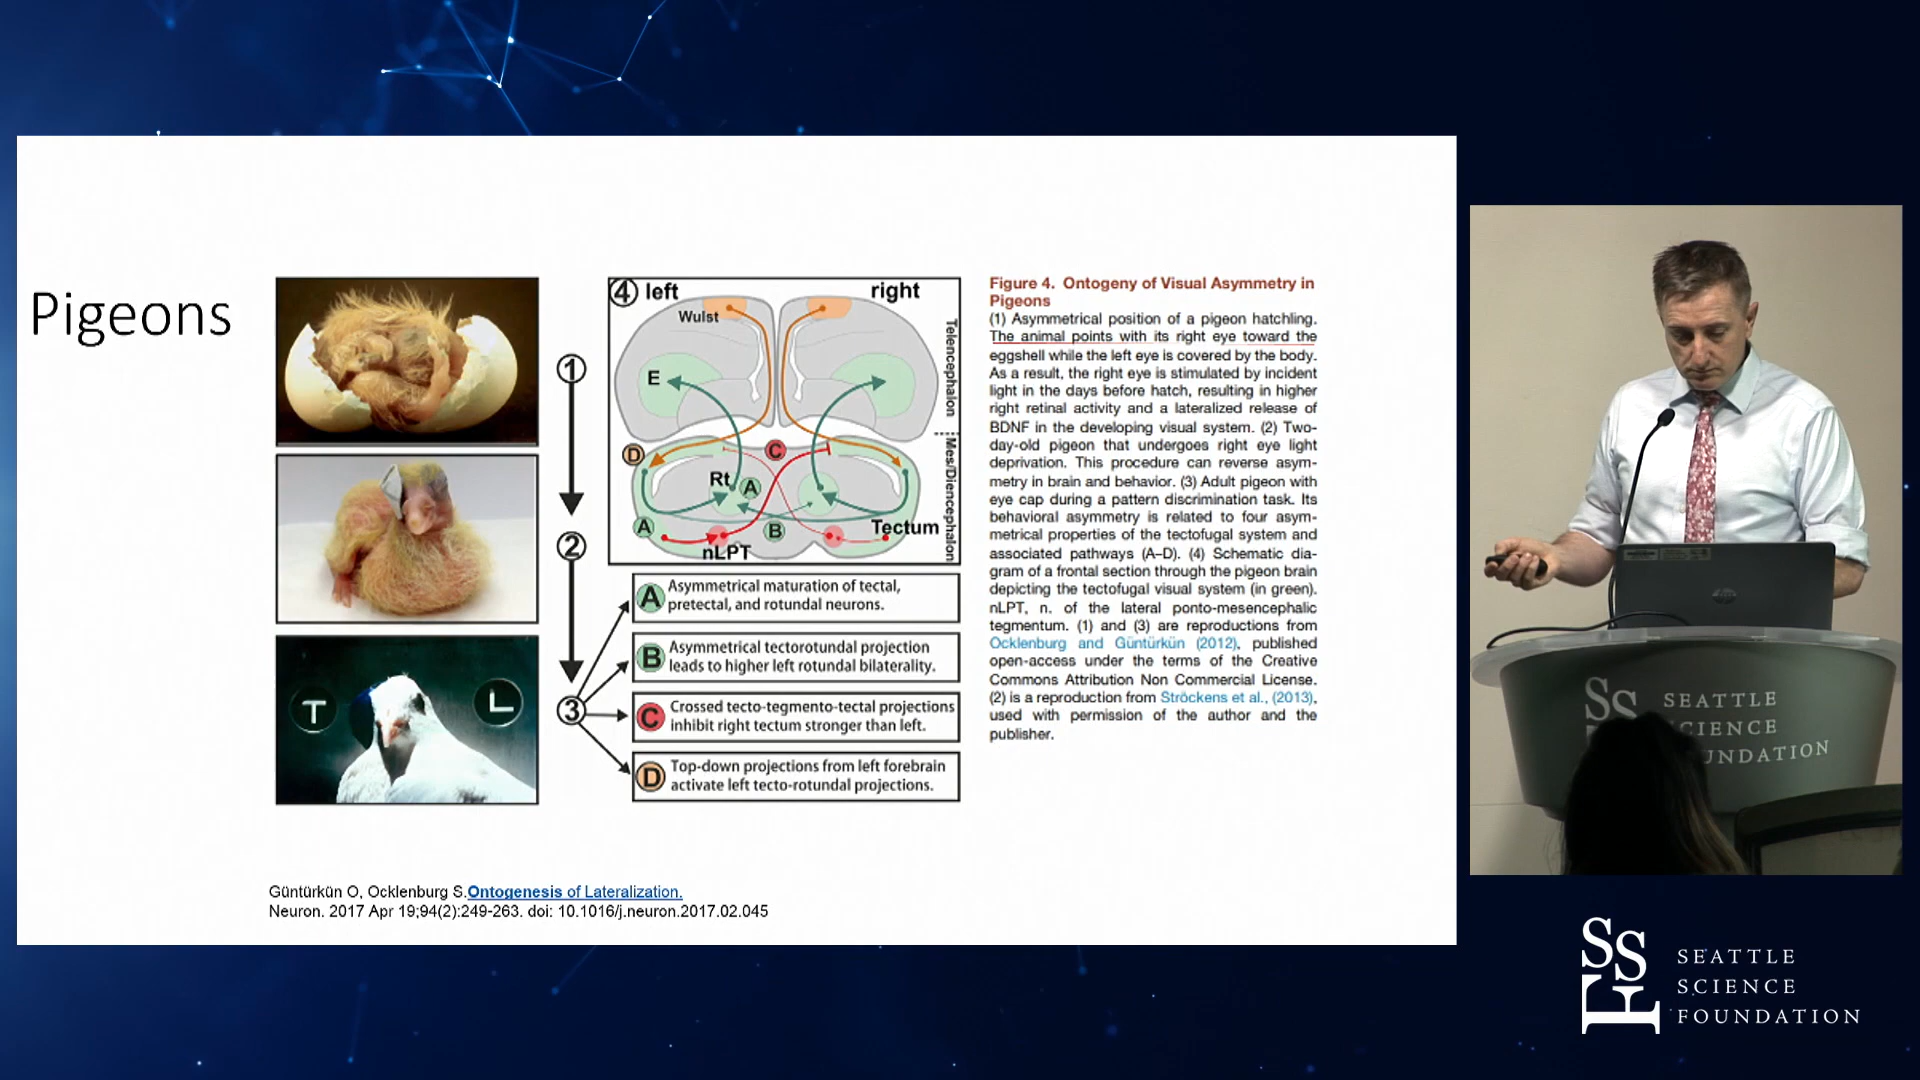 Pigeons
1
2
3
4 left
right
Wulst
Telencephalon
E
D
C
Mes/Diencephalon
Rt
A
A
B
Tectum
nLPT
A Asymmetrical maturation of tectal,
pretectal, and rotundal neurons.
B Asymmetrical tectorotundal projection
leads to higher left rotundal bilaterality.
C Crossed tecto-tegmento-tectal projections
inhibit right tectum stronger than left.
D Top-down projections from left forebrain
activate left tecto-rotundal projections.
T
L
Figure 4. Ontogeny of Visual Asymmetry in
Pigeons
(1) Asymmetrical position of a pigeon hatchling.
The animal points with its right eye toward the
eggshell while the left eye is covered by the body.
As a result, the right eye is stimulated by incident
light in the days before hatch, resulting in higher
right retinal activity and a lateralized release of
BDNF in the developing visual system. (2) Two-
day-old pigeon that undergoes right eye light
deprivation. This procedure can reverse asym-
metry in brain and behavior. (3) Adult pigeon with
eye cap during a pattern discrimination task. Its
behavioral asymmetry is related to four asym-
metrical properties of the tectofugal system and
associated pathways (A–D). (4) Schematic dia-
gram of a frontal section through the pigeon brain
depicting the tectofugal visual system (in green).
nLPT, n. of the lateral ponto-mesencephalic
tegmentum. (1) and (3) are reproductions from
Ocklenburg and Güntürkün (2012), published
open-access under the terms of the Creative
Commons Attribution Non Commercial License.
(2) is a reproduction from Ströckens et al., (2013),
used with permission of the author and the
publisher.
Güntürkün O, Ocklenburg S.Ontogenesis of Lateralization.
Neuron. 2017 Apr 19;94(2):249-263. doi: 10.1016/j.neuron.2017.02.045
SEATTLE
SCIENCE
FOUNDATION
SSF
SEATTLE
SCIENCE
FOUNDATION